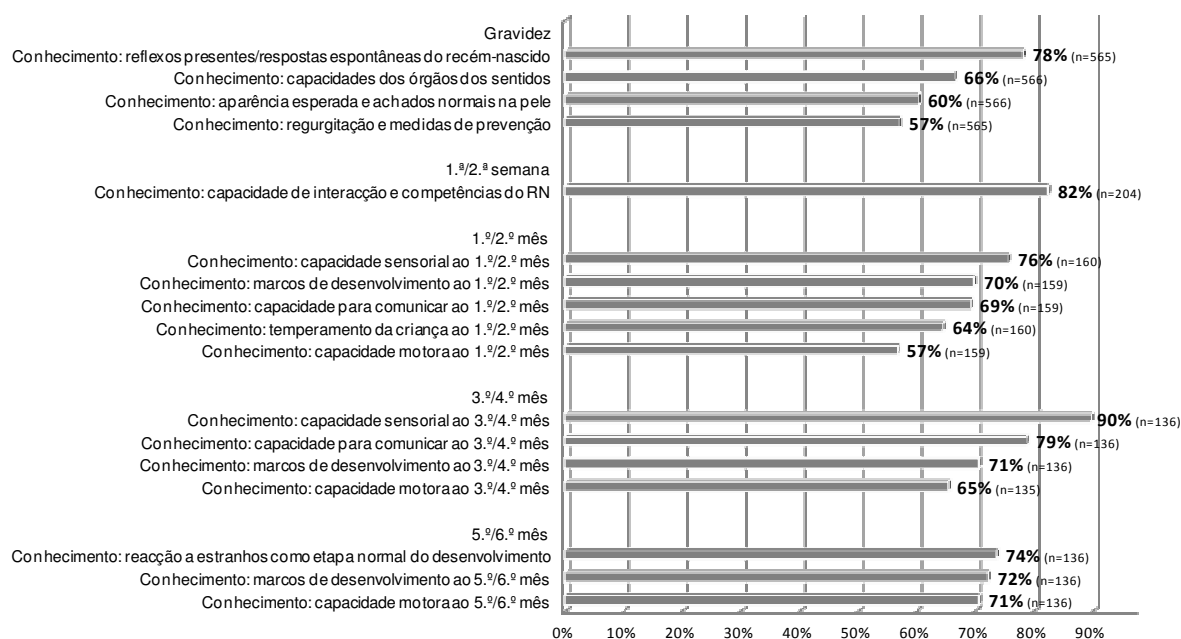 Gravidez
Conhecimento: reflexos presentes/respostas espontâneas do recém-nascido 78% (n=565)
Conhecimento: capacidades dos órgãos dos sentidos 66% (n=566)
Conhecimento: aparência esperada e achados normais na pele 60% (n=566)
Conhecimento: regurgitação e medidas de prevenção 57% (n=565)
1.ª/2.ª semana
Conhecimento: capacidade de interacção e competências do RN 82% (n=204)
1.º/2.º mês
Conhecimento: capacidade sensorial ao 1.º/2.º mês 76% (n=160)
Conhecimento: marcos de desenvolvimento ao 1.º/2.º mês 70% (n=159)
Conhecimento: capacidade para comunicar ao 1.º/2.º mês 69% (n=159)
Conhecimento: temperamento da criança ao 1.º/2.º mês 64% (n=160)
Conhecimento: capacidade motora ao 1.º/2.º mês 57% (n=159)
3.º/4.º mês
Conhecimento: capacidade sensorial ao 3.º/4.º mês 90% (n=136)
Conhecimento: capacidade para comunicar ao 3.º/4.º mês 79% (n=136)
Conhecimento: marcos de desenvolvimento ao 3.º/4.º mês 71% (n=136)
Conhecimento: capacidade motora ao 3.º/4.º mês 65% (n=135)
5.º/6.º mês
Conhecimento: reacção a estranhos como etapa normal do desenvolvimento 74% (n=136)
Conhecimento: marcos de desenvolvimento ao 5.º/6.º mês 72% (n=136)
Conhecimento: capacidade motora ao 5.º/6.º mês 71% (n=136)
0% 10% 20% 30% 40% 50% 60% 70% 80% 90%